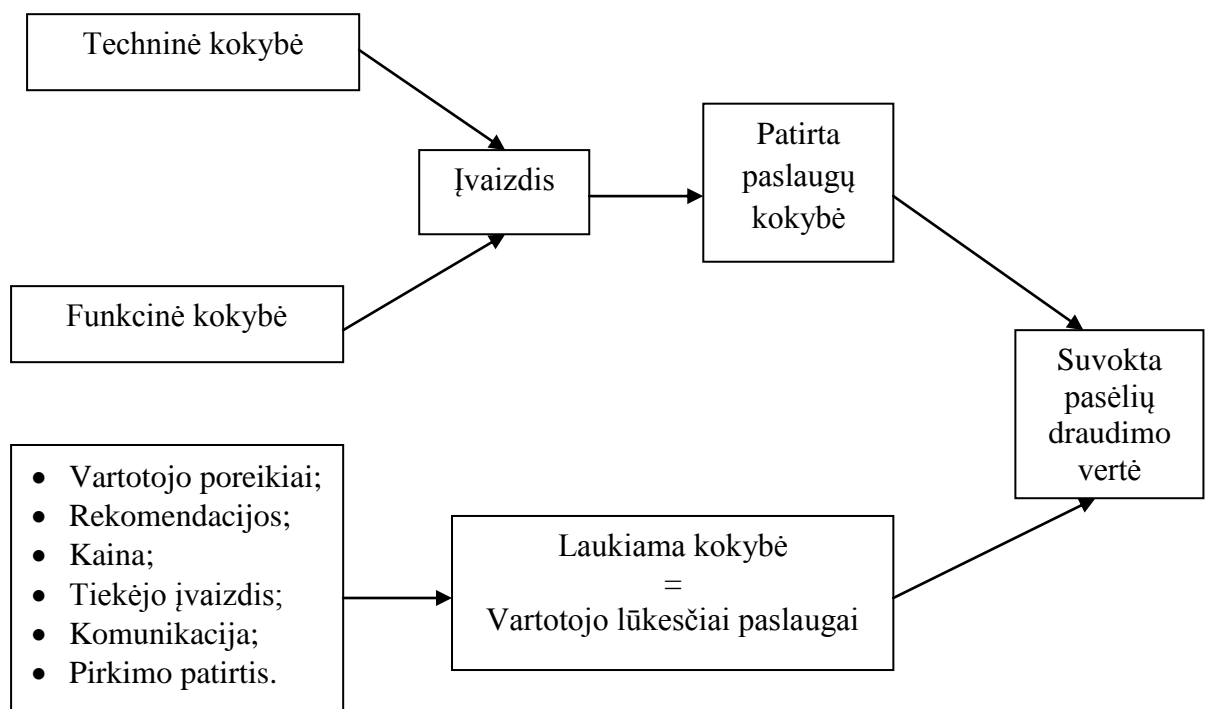 Techninė kokybė
Įvaizdis
Patirta
paslaugų
kokybė
Funkcinė kokybė
Suvokta
pasėlių
draudimo
vertė
• Vartotojo poreikiai;
• Rekomendacijos;
• Kaina;
• Tiekėjo įvaizdis;
• Komunikacija;
• Pirkimo patirtis.
Laukiama kokybė
=
Vartotojo lūkesčiai paslaugai